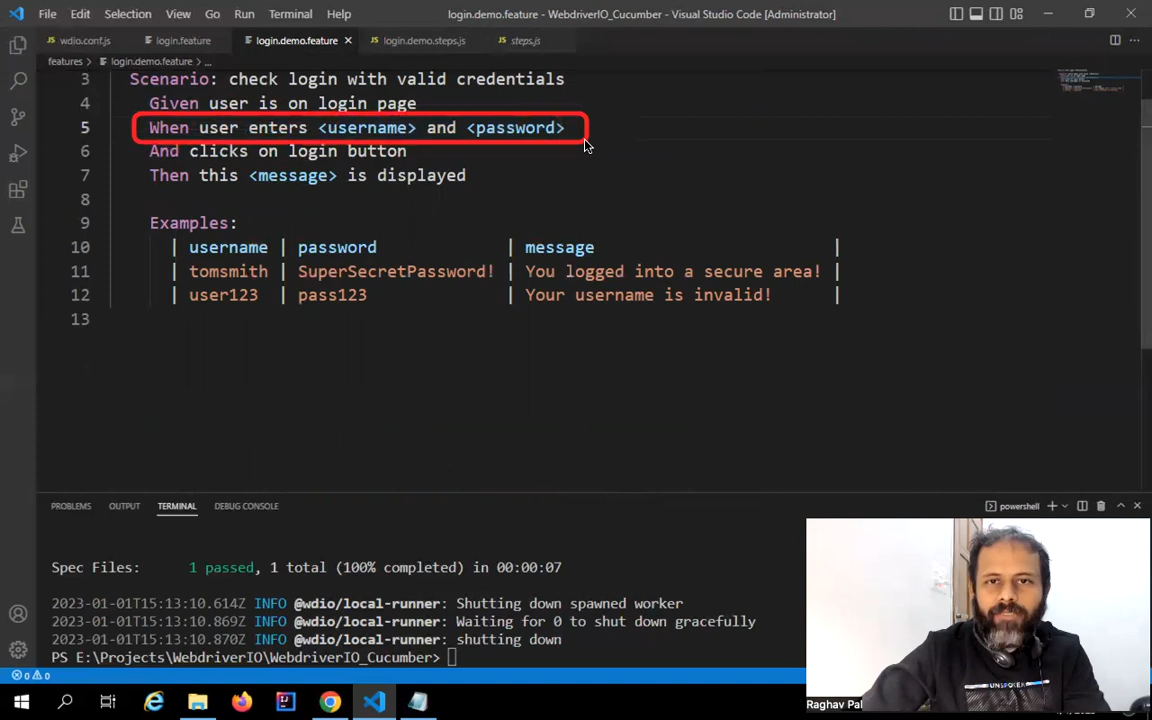 File Edit Selection View Go Run Terminal Help login.demo.feature - WebdriverIO_Cucumber - Visual Studio Code [Administrator]
wdio.conf.js login.feature login.demo.feature login.demo.steps.js steps.js
features > login.demo.feature > ...
3 Scenario: check login with valid credentials
4 Given user is on login page
5 When user enters <username> and <password>
6 And clicks on login button
7 Then this <message> is displayed
8
9 Examples:
10 | username | password | message |
11 | tomsmith | SuperSecretPassword! | You logged into a secure area! |
12 | user123 | pass123 | Your username is invalid! |
13
PROBLEMS OUTPUT TERMINAL DEBUG CONSOLE powershell
Spec Files: 1 passed, 1 total (100% completed) in 00:00:07
2023-01-01T15:13:10.614Z INFO @wdio/local-runner: Shutting down spawned worker
2023-01-01T15:13:10.869Z INFO @wdio/local-runner: Waiting for 0 to shut down gracefully
2023-01-01T15:13:10.870Z INFO @wdio/local-runner: shutting down
PS E:\Projects\WebdriverIO\WebdriverIO_Cucumber>
0 0
UNSPOKEN
Raghav Pal